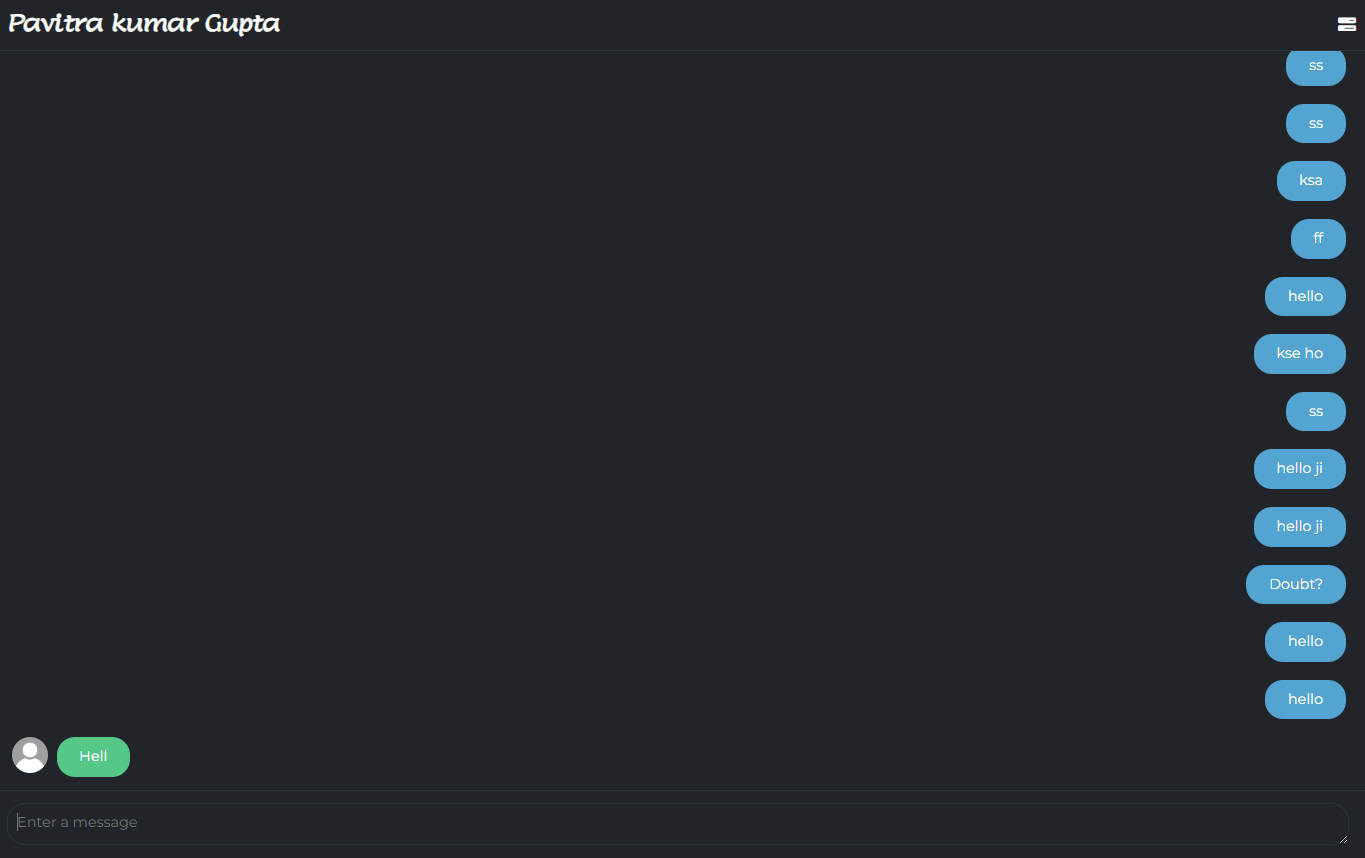 Pavitra kumar Gupta
ss
ss
ksa
ff
hello
kse ho
ss
hello ji
hello ji
Doubt?
hello
hello
Hell
Enter a message